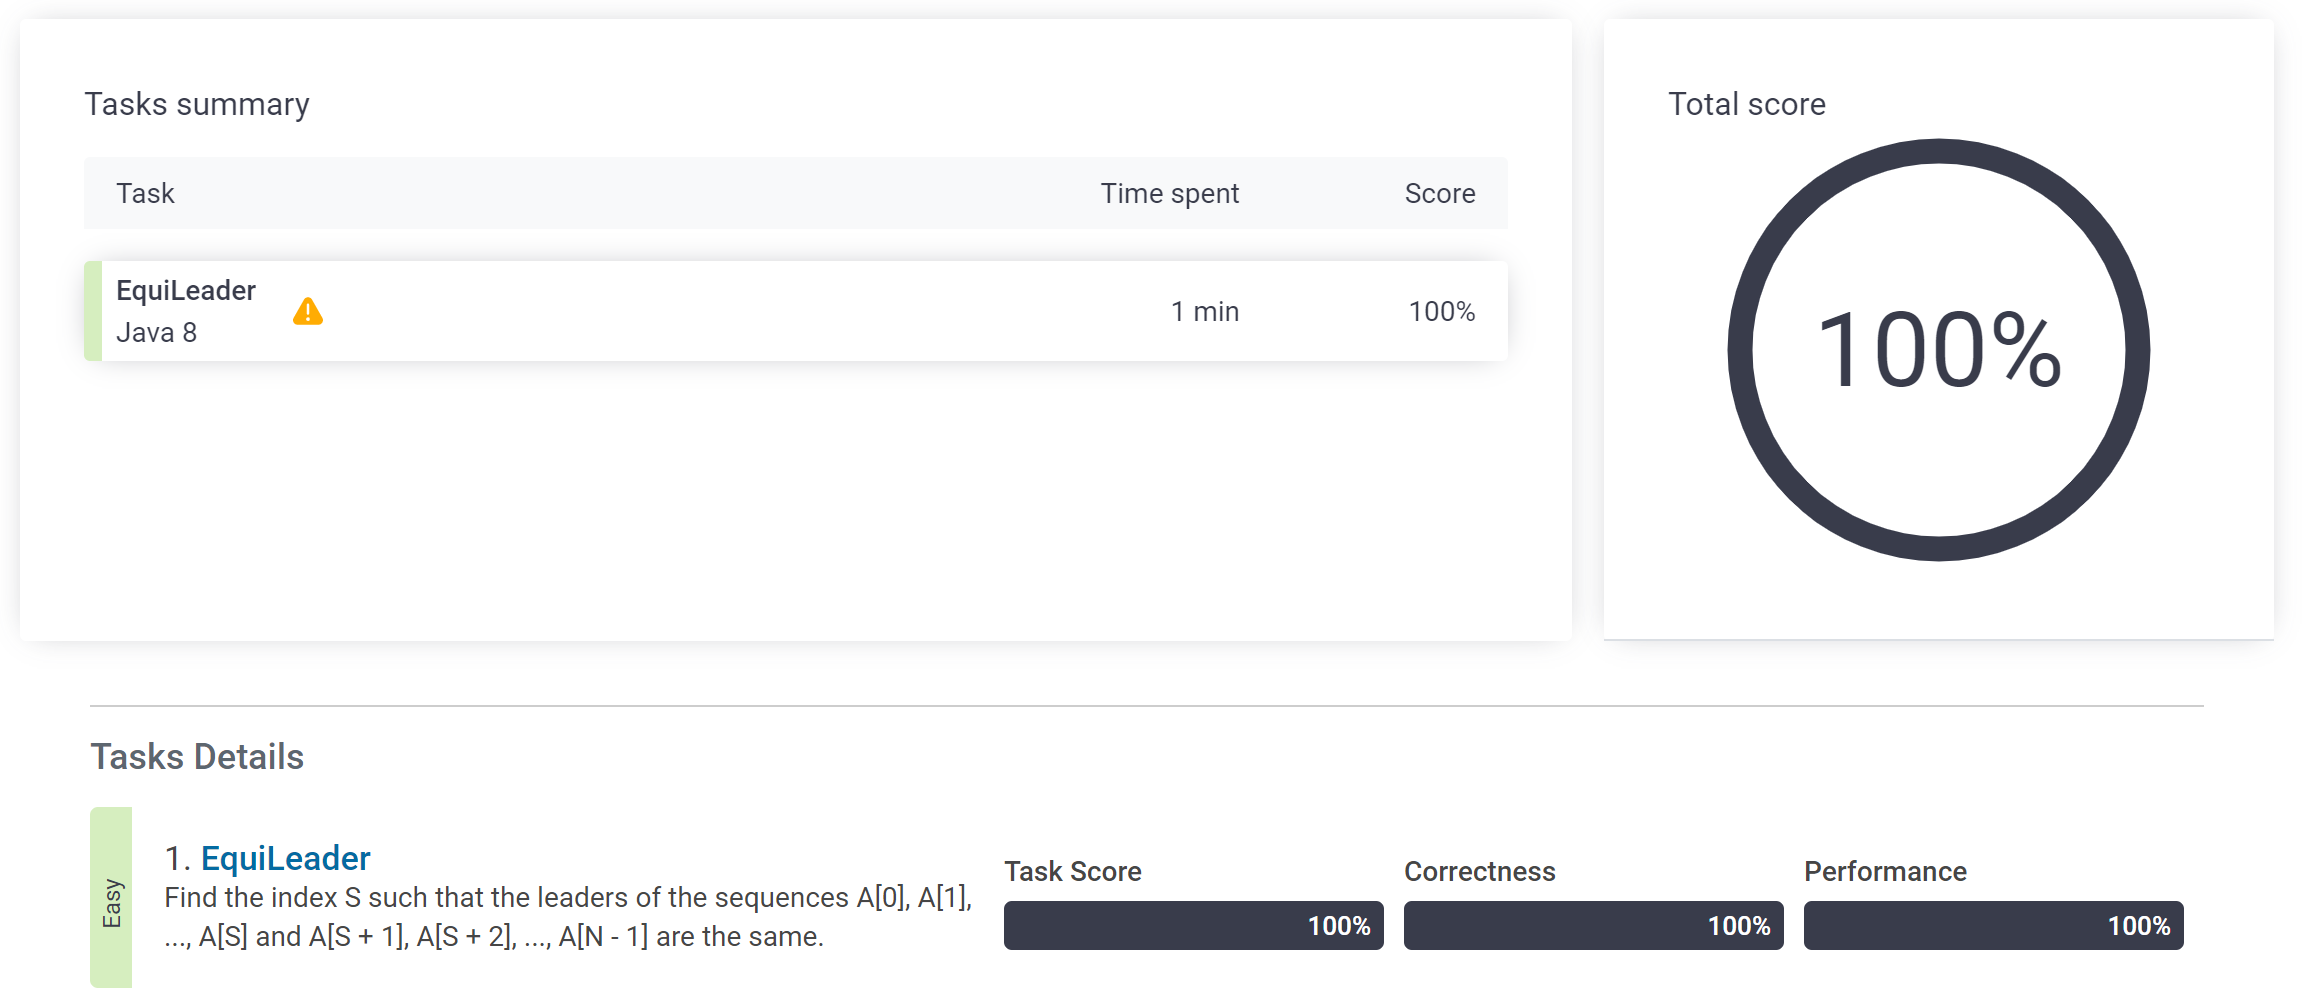 Tasks summary
Total score
Task Time spent Score
EquiLeader
Java 8
1 min 100%
100%
Tasks Details
Easy
1. EquiLeader
Find the index S such that the leaders of the sequences A[0], A[1],
..., A[S] and A[S + 1], A[S + 2], ..., A[N - 1] are the same.
Task Score
100%
Correctness
100%
Performance
100%